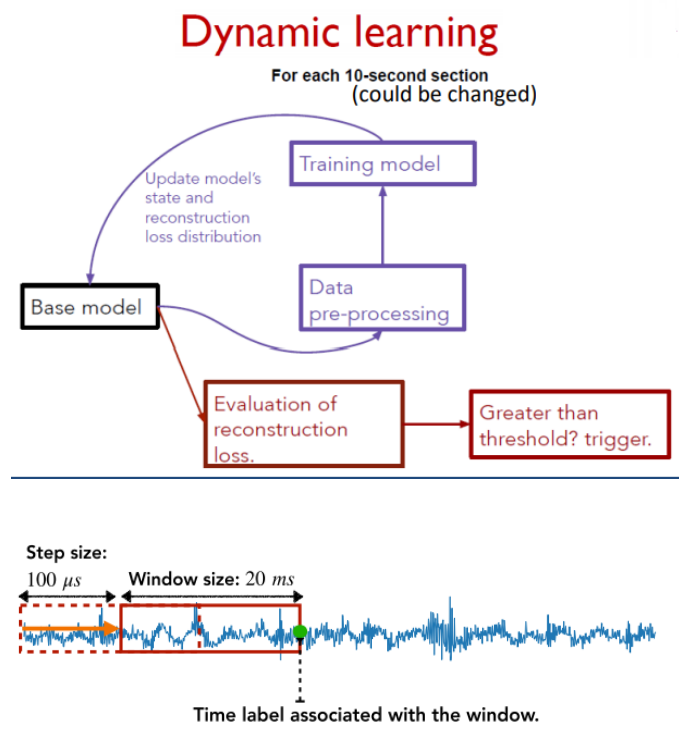 Dynamic learning
For each 10-second section
(could be changed)
Training model
Update model's
state and
reconstruction
loss distribution
Data
pre-processing
Base model
Evaluation of
reconstruction
loss.
Greater than
threshold? trigger.
Step size:
100 μs
Window size: 20 ms
Time label associated with the window.